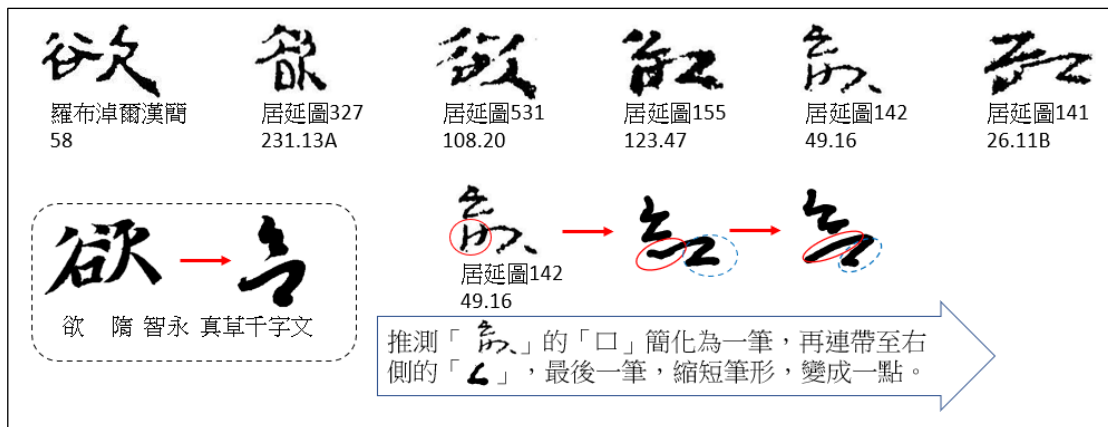 羅布淖爾漢簡
58
居延圖327
231.13A
居延圖531
108.20
居延圖155
123.47
居延圖142
49.16
居延圖141
26.11B
欲 隋 智永 真草千字文
居延圖142
49.16
推測「」的「口」簡化為一筆，再連帶至右
側的「」，最後一筆，縮短筆形，變成一點。